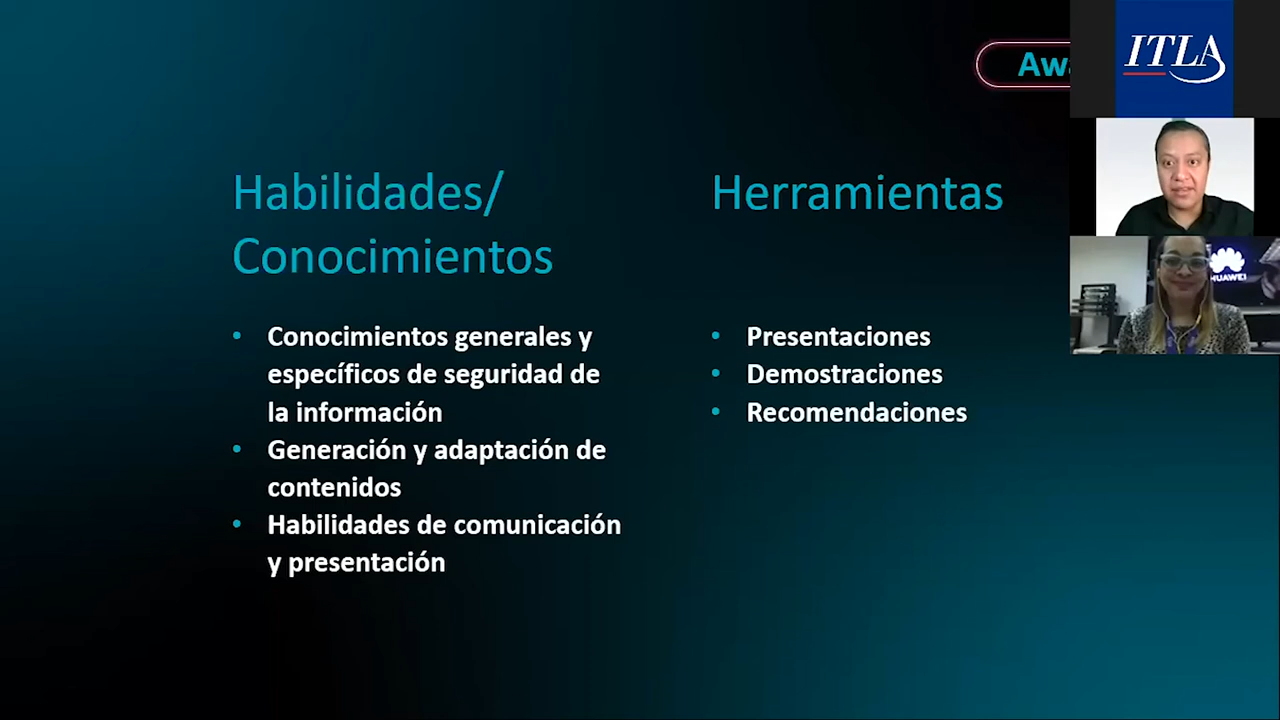 Aw
ITLA
Habilidades/
Conocimientos
Herramientas
• Conocimientos generales y
específicos de seguridad de
la información
• Generación y adaptación de
contenidos
• Habilidades de comunicación
y presentación
• Presentaciones
• Demostraciones
• Recomendaciones
HUAWEI